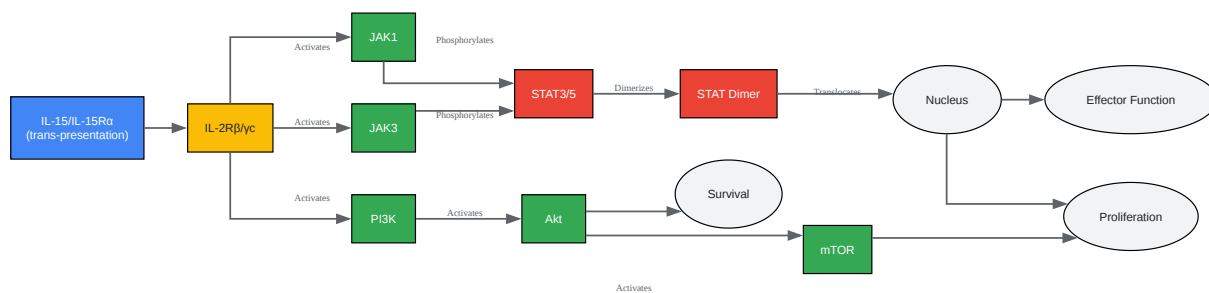 JAK1
Activates
Phosphorylates
STAT3/5
Dimerizes
STAT Dimer
Translocates
Nucleus
Effector Function
IL-15/IL-15Rα
(trans-presentation)
IL-2Rβ/γc
Activates
JAK3
Phosphorylates
Activates
PI3K
Activates
Akt
Survival
Proliferation
mTOR
Activates